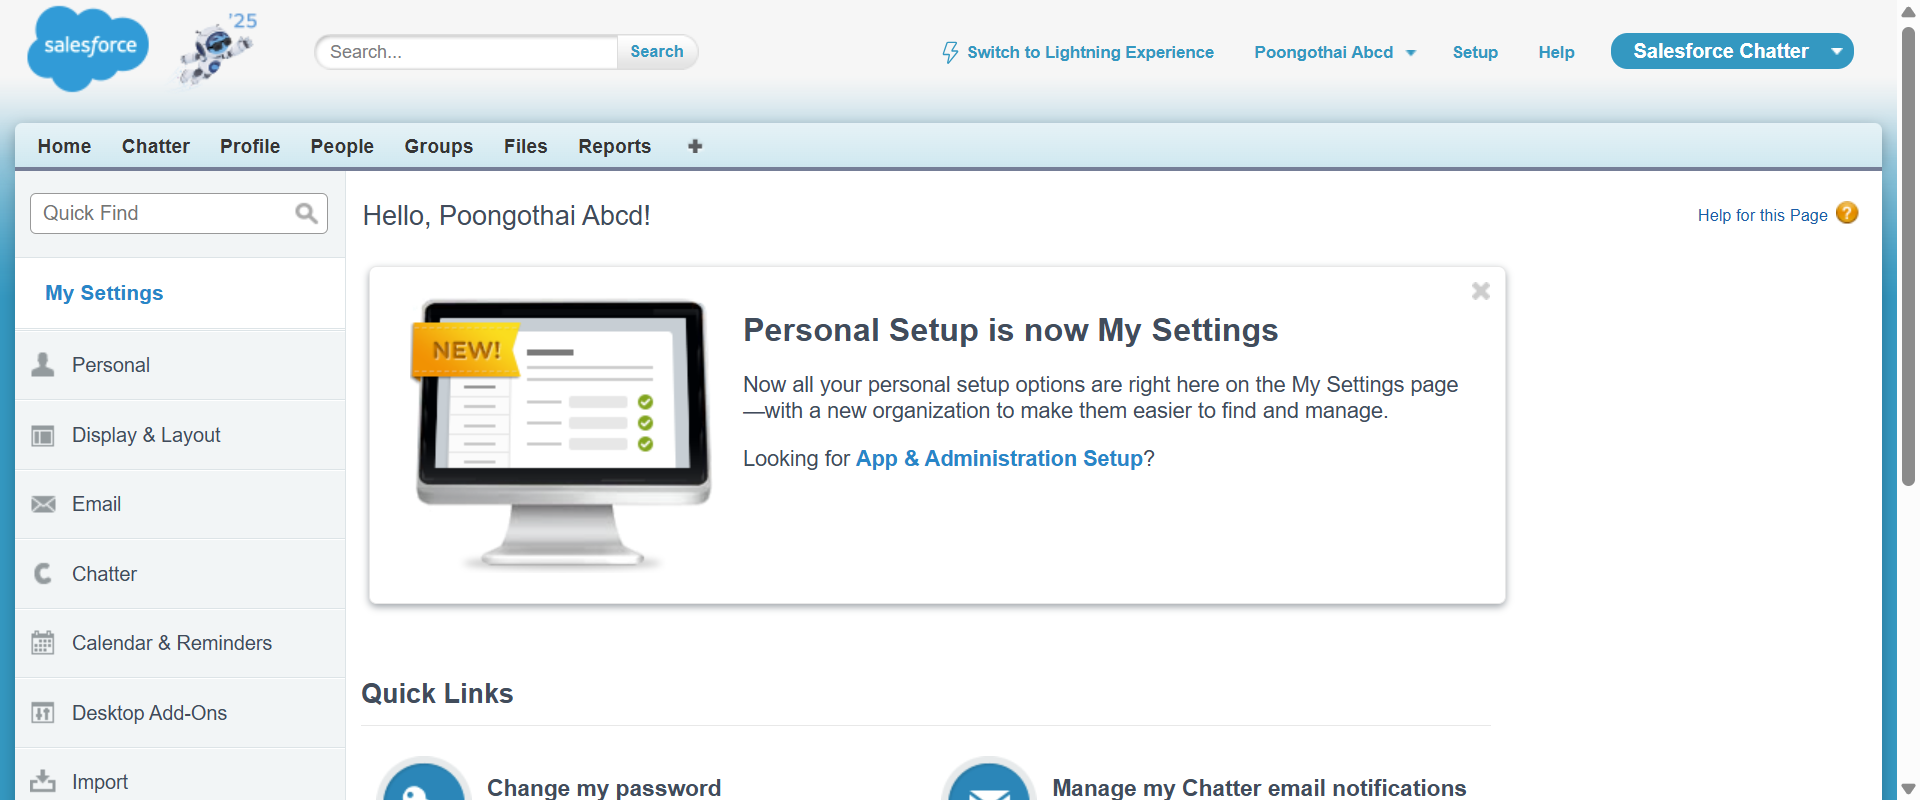 salesforce
'25
Search...
Search
Switch to Lightning Experience
Poongothai Abcd
Setup
Help
Salesforce Chatter
Home
Chatter
Profile
People
Groups
Files
Reports
Quick Find
Hello, Poongothai Abcd!
Help for this Page
?
My Settings
Personal
Display & Layout
Email
Chatter
Calendar & Reminders
Desktop Add-Ons
Import
NEW!
Personal Setup is now My Settings
Now all your personal setup options are right here on the My Settings page
—with a new organization to make them easier to find and manage.
Looking for App & Administration Setup?
Quick Links
Change my password
Manage my Chatter email notifications